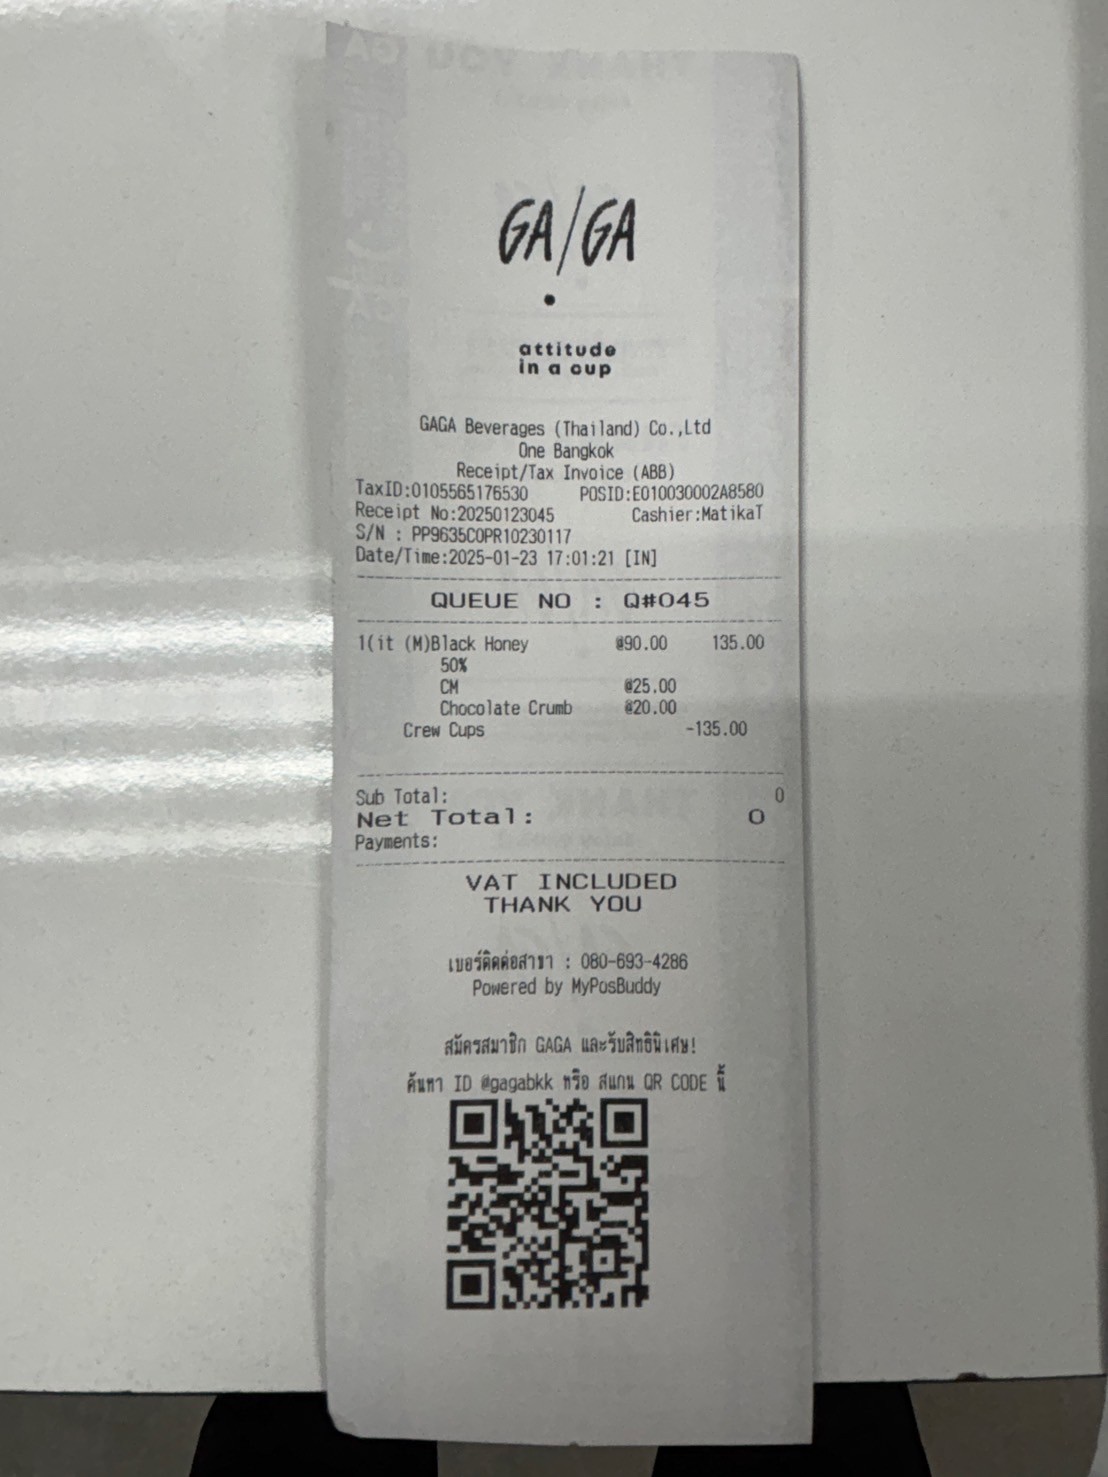 GA/GA
attitude
in a cup
GAGA Beverages (Thailand) Co.,Ltd
One Bangkok
Receipt/Tax Invoice (ABB)
TaxID:0105565176530 POSID:E010030002A8580
Receipt No:20250123045 Cashier:MatikaT
S/N : PP9635COPR10230117
Date/Time:2025-01-23 17:01:21 [IN]
QUEUE NO : Q#045
1(it (M)Black Honey @90.00 135.00
50%
CM @25.00
Chocolate Crumb @20.00
Crew Cups -135.00
Sub Total: 0
Net Total: 0
Payments:
VAT INCLUDED
THANK YOU
เบอร์ติดต่อสาขา : 080-693-4286
Powered by MyPosBuddy
สมัครสมาชิก GAGA และรับสิทธิพิเศษ!
ค้นหา ID @gagabkk หรือ สแกน QR CODE นี้